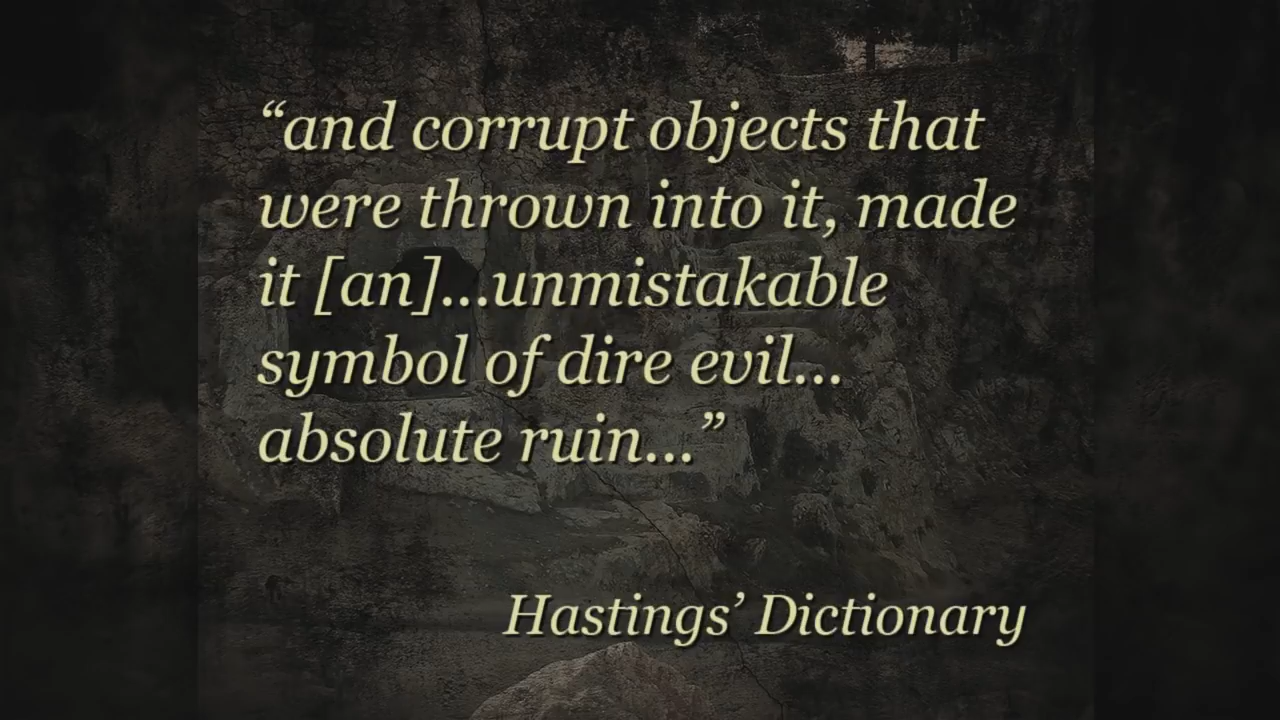 “and corrupt objects that
were thrown into it, made
it [an]...unmistakable
symbol of dire evil...
absolute ruin...”
Hastings’ Dictionary